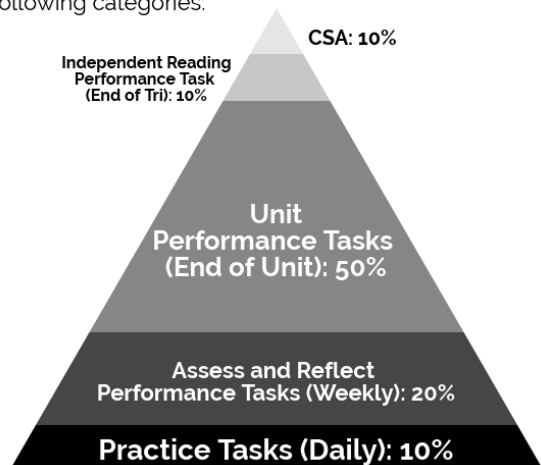 following categories:
CSA: 10%
Independent Reading
Performance Task
(End of Tri): 10%
Unit
Performance Tasks
(End of Unit): 50%
Assess and Reflect
Performance Tasks (Weekly): 20%
Practice Tasks (Daily): 10%